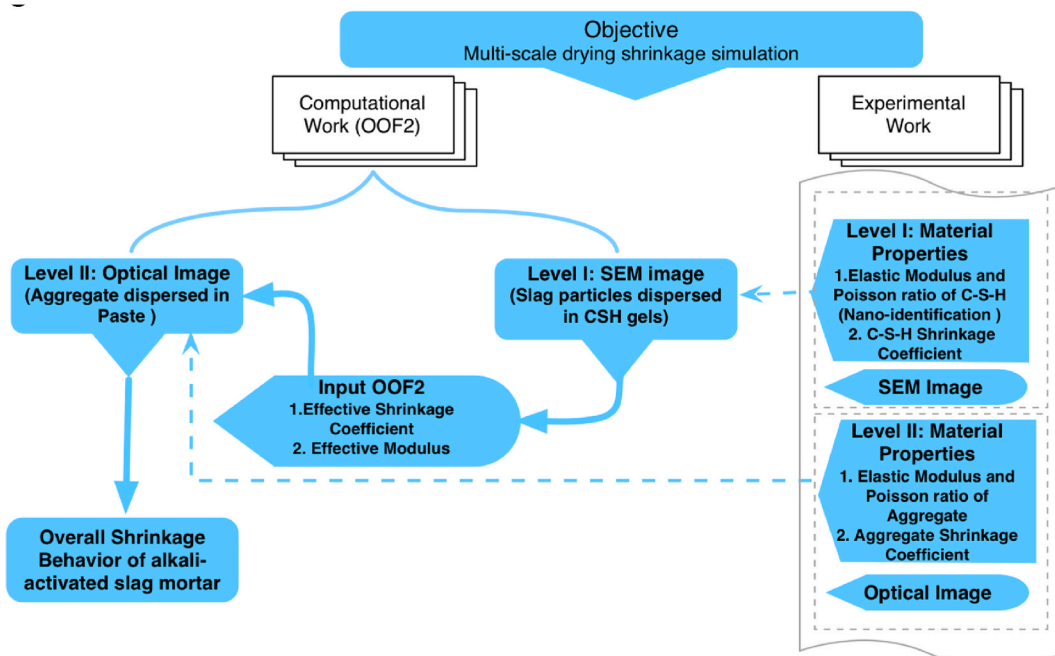 Objective
Multi-scale drying shrinkage simulation
Computational
Work (OOF2)
Experimental
Work
Level II: Optical Image
(Aggregate dispersed in
Paste )
Level I: SEM image
(Slag particles dispersed
in CSH gels)
Level I: Material
Properties
1.Elastic Modulus and
Poisson ratio of C-S-H
(Nano-identification )
2. C-S-H Shrinkage
Coefficient
SEM Image
Input OOF2
1.Effective Shrinkage
Coefficient
2. Effective Modulus
Level II: Material
Properties
1. Elastic Modulus and
Poisson ratio of
Aggregate
2. Aggregate Shrinkage
Coefficient
Optical Image
Overall Shrinkage
Behavior of alkali-
activated slag mortar